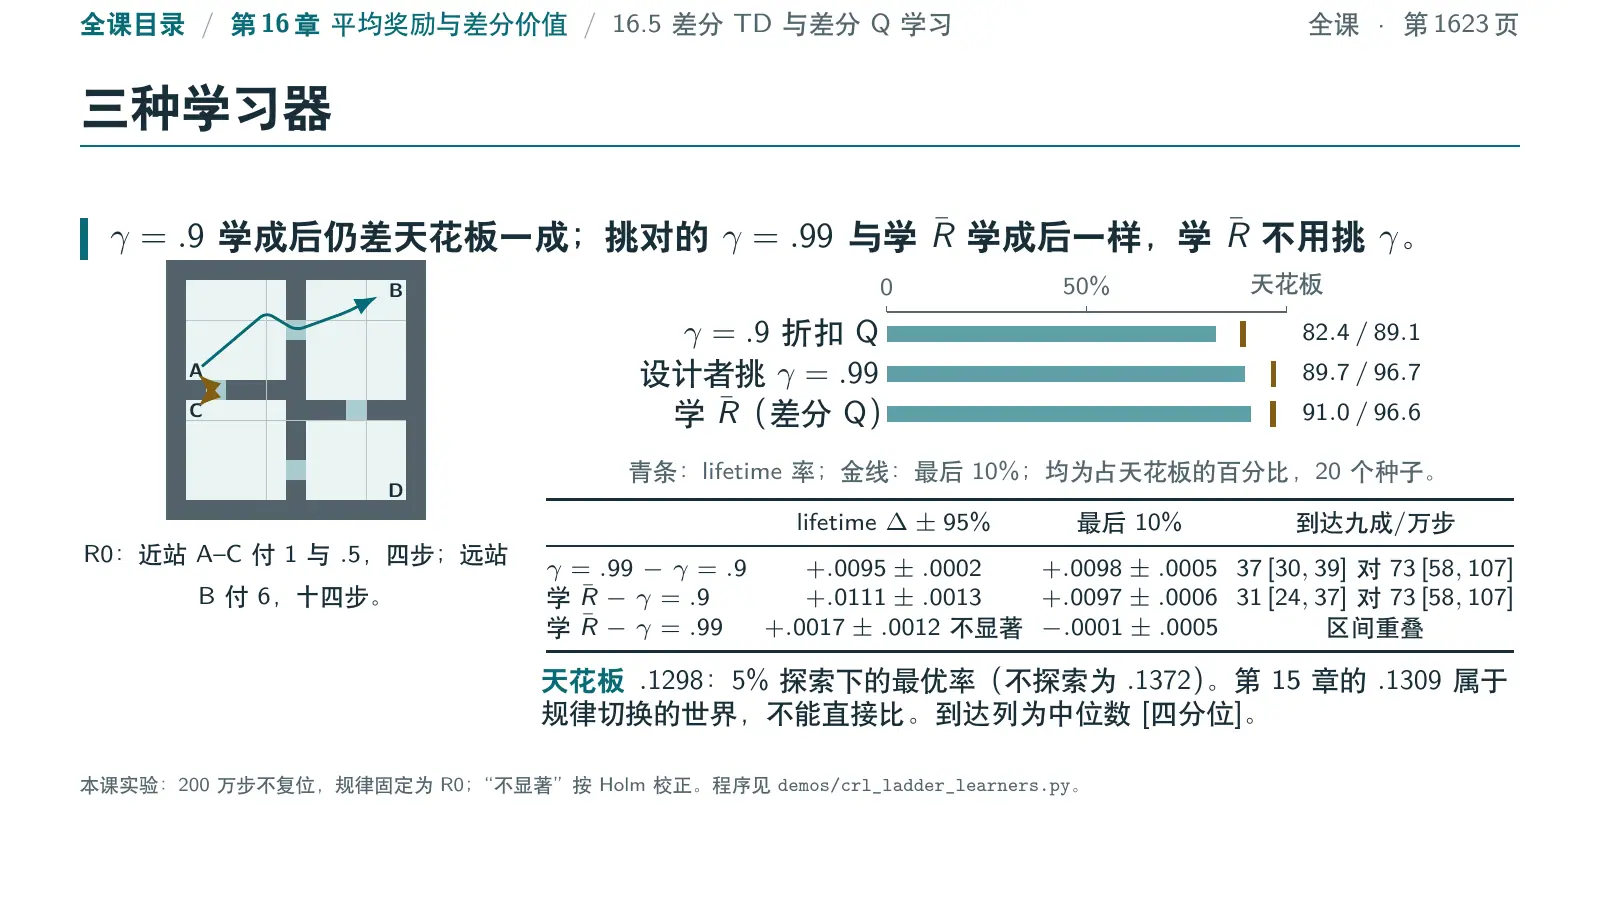 全课目录 / 第 16 章 平均奖励与差分价值 / 16.5 差分 TD 与差分 Q 学习
全课 · 第 1623 页
三种学习器
γ = .9 学成后仍差天花板一成；挑对的 γ = .99 与学 R̄ 学成后一样，学 R̄ 不用挑 γ。
B
A
C
D
R0：近站 A–C 付 1 与 .5，四步；远站
B 付 6，十四步。
0 50% 天花板
γ = .9 折扣 Q 82.4 / 89.1
设计者挑 γ = .99 89.7 / 96.7
学 R̄（差分 Q） 91.0 / 96.6
青条：lifetime 率；金线：最后 10%；均为占天花板的百分比，20 个种子。
lifetime Δ ± 95% 最后 10% 到达九成/万步
γ = .99 − γ = .9 +.0095 ± .0002 +.0098 ± .0005 37 [30, 39] 对 73 [58, 107]
学 R̄ − γ = .9 +.0111 ± .0013 +.0097 ± .0006 31 [24, 37] 对 73 [58, 107]
学 R̄ − γ = .99 +.0017 ± .0012 不显著 −.0001 ± .0005 区间重叠
天花板 .1298：5% 探索下的最优率（不探索为 .1372）。第 15 章的 .1309 属于
规律切换的世界，不能直接比。到达列为中位数 [四分位]。
本课实验：200 万步不复位，规律固定为 R0；“不显著”按 Holm 校正。程序见 demos/crl_ladder_learners.py。